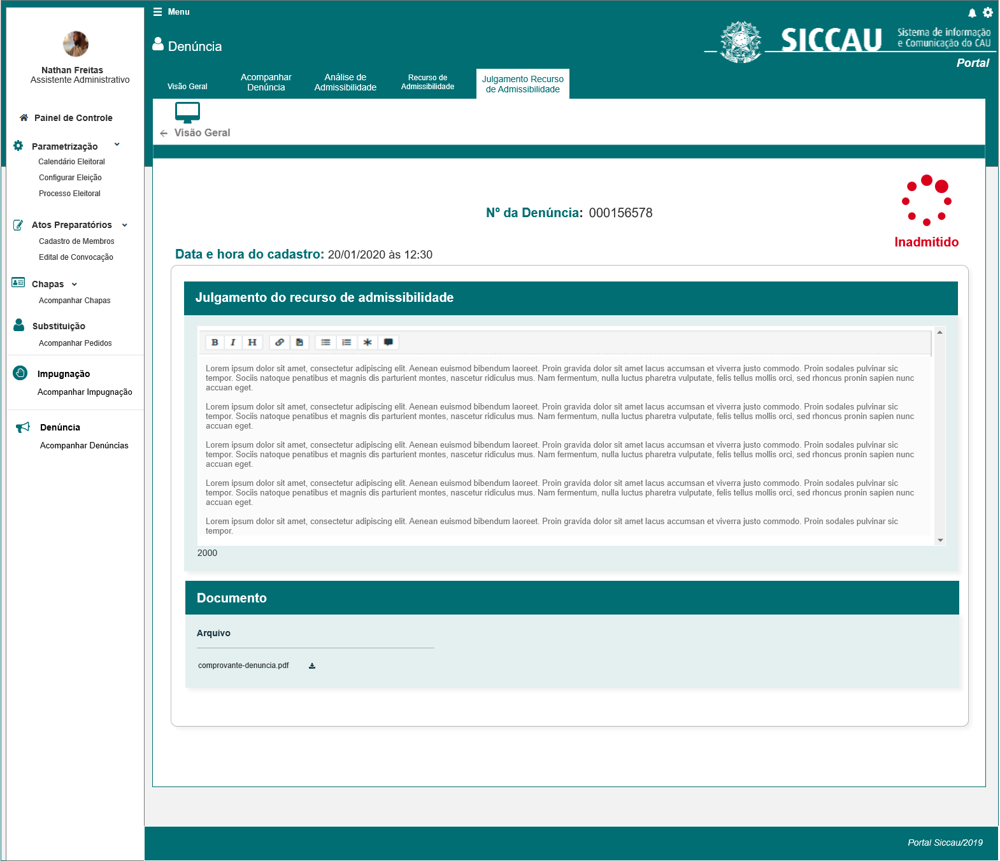 Menu
Denúncia
SICCAU
Sistema de informação
e Comunicação do CAU
Portal
Nathan Freitas
Assistente Administrativo
Painel de Controle
Parametrização
Calendário Eleitoral
Configurar Eleição
Processo Eleitoral
Atos Preparatórios
Cadastro de Membros
Edital de Convocação
Chapas
Acompanhar Chapas
Substituição
Acompanhar Pedidos
Impugnação
Acompanhar Impugnação
Denúncia
Acompanhar Denúncias
Visão Geral
Acompanhar
Denúncia
Análise de
Admissibilidade
Recurso de
Admissibilidade
Julgamento Recurso
de Admissibilidade
Visão Geral
Nº da Denúncia: 000156578
Inadmitido
Data e hora do cadastro: 20/01/2020 às 12:30
Julgamento do recurso de admissibilidade
B I H
Lorem ipsum dolor sit amet, consectetur adipiscing elit. Aenean euismod bibendum laoreet. Proin gravida dolor sit amet lacus accumsan et viverra justo commodo. Proin sodales pulvinar sic
tempor. Sociis natoque penatibus et magnis dis parturient montes, nascetur ridiculus mus. Nam fermentum, nulla luctus pharetra vulputate, felis tellus mollis orci, sed rhoncus pronin sapien nunc
accuan eget.
Lorem ipsum dolor sit amet, consectetur adipiscing elit. Aenean euismod bibendum laoreet. Proin gravida dolor sit amet lacus accumsan et viverra justo commodo. Proin sodales pulvinar sic
tempor. Sociis natoque penatibus et magnis dis parturient montes, nascetur ridiculus mus. Nam fermentum, nulla luctus pharetra vulputate, felis tellus mollis orci, sed rhoncus pronin sapien nunc
accuan eget.
Lorem ipsum dolor sit amet, consectetur adipiscing elit. Aenean euismod bibendum laoreet. Proin gravida dolor sit amet lacus accumsan et viverra justo commodo. Proin sodales pulvinar sic
tempor. Sociis natoque penatibus et magnis dis parturient montes, nascetur ridiculus mus. Nam fermentum, nulla luctus pharetra vulputate, felis tellus mollis orci, sed rhoncus pronin sapien nunc
accuan eget.
Lorem ipsum dolor sit amet, consectetur adipiscing elit. Aenean euismod bibendum laoreet. Proin gravida dolor sit amet lacus accumsan et viverra justo commodo. Proin sodales pulvinar sic
tempor. Sociis natoque penatibus et magnis dis parturient montes, nascetur ridiculus mus. Nam fermentum, nulla luctus pharetra vulputate, felis tellus mollis orci, sed rhoncus pronin sapien nunc
accuan eget.
Lorem ipsum dolor sit amet, consectetur adipiscing elit. Aenean euismod bibendum laoreet. Proin gravida dolor sit amet lacus accumsan et viverra justo commodo. Proin sodales pulvinar sic
tempor.
2000
Documento
Arquivo
comprovante-denuncia.pdf
Portal Siccau/2019